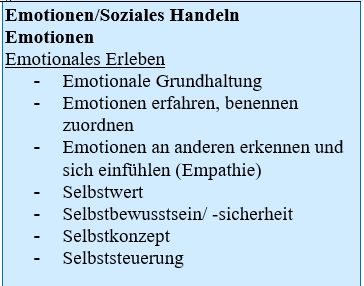 Emotionen/Soziales Handeln
Emotionen
Emotionales Erleben
- Emotionale Grundhaltung
- Emotionen erfahren, benennen
zuordnen
- Emotionen an anderen erkennen und
sich einfühlen (Empathie)
- Selbstwert
- Selbstbewusstsein/ -sicherheit
- Selbstkonzept
- Selbststeuerung